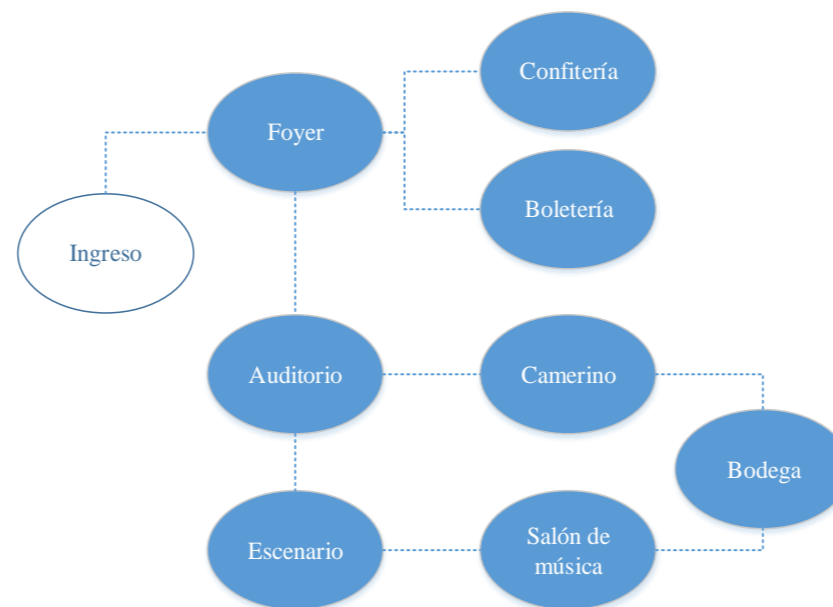 Confitería
Foyer
Boletería
Ingreso
Auditorio
Camerino
Bodega
Escenario
Salón de
música